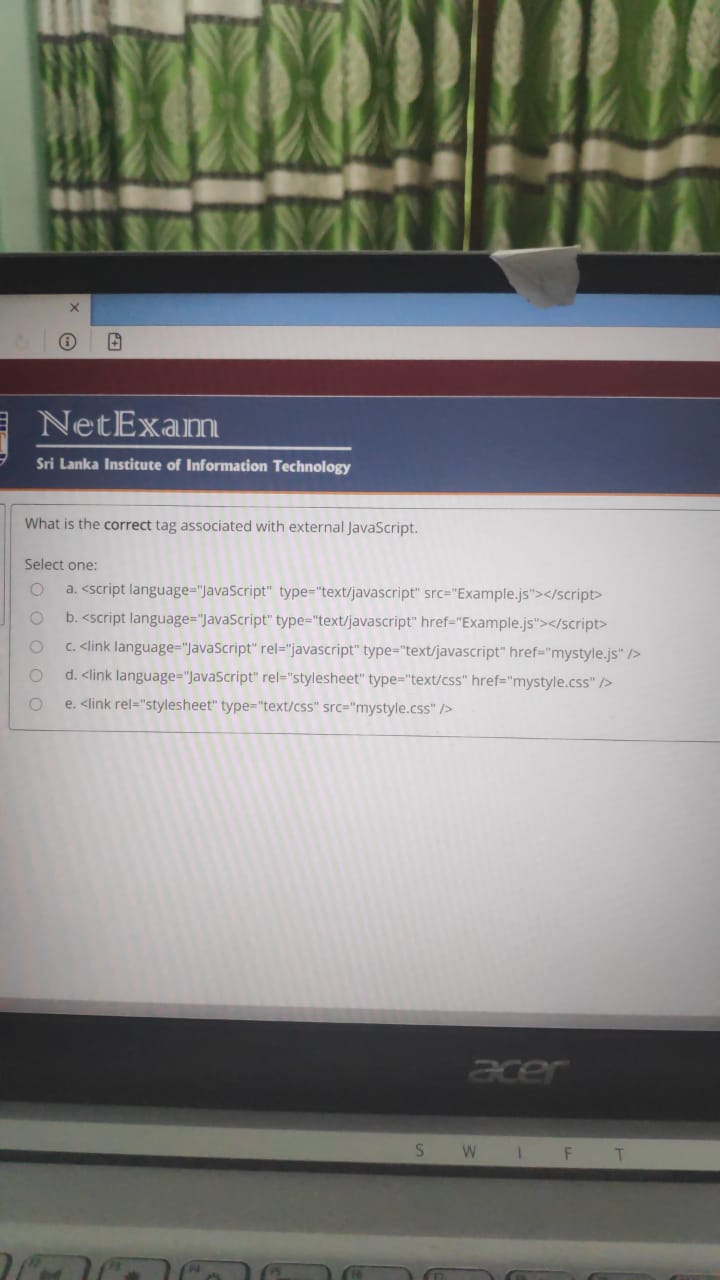 NetExam
Sri Lanka Institute of Information Technology
What is the correct tag associated with external JavaScript.
Select one:
a. <script language="JavaScript" type="text/javascript" src="Example.js"></script>
b. <script language="JavaScript" type="text/javascript" href="Example.js"></script>
c. <link language="JavaScript" rel="javascript" type="text/javascript" href="mystyle.js" />
d. <link language="JavaScript" rel="stylesheet" type="text/css" href="mystyle.css" />
e. <link rel="stylesheet" type="text/css" src="mystyle.css" />
acer
SWIFT